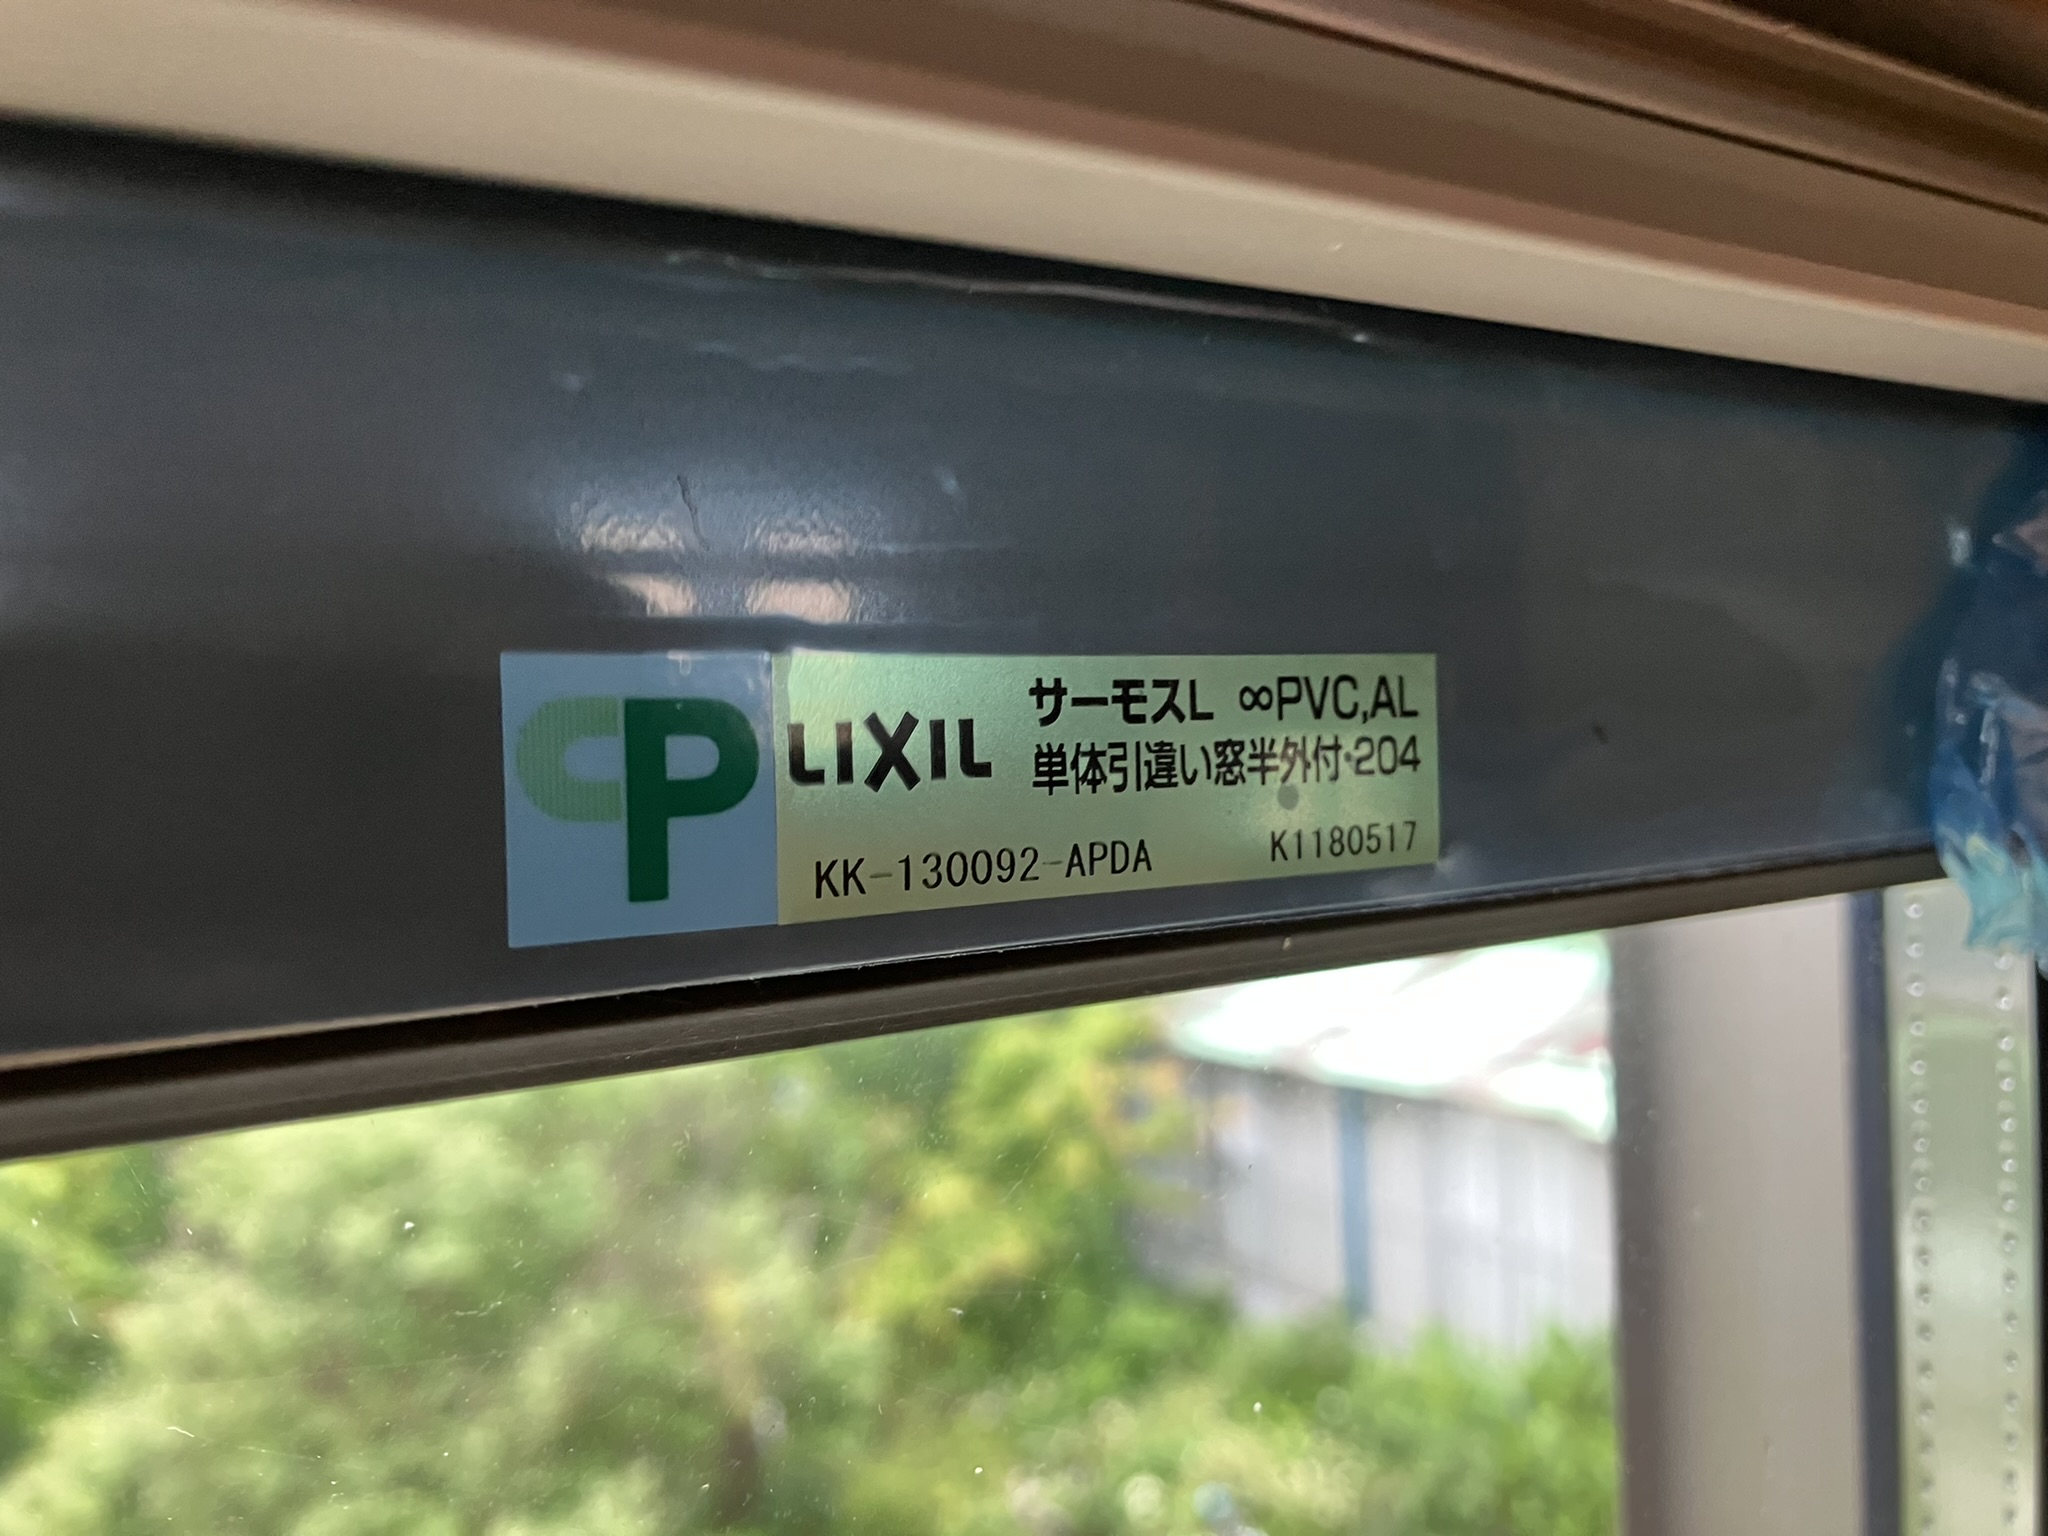 CP
LIXIL
サーモスL ∞PVC,AL
単体引違い窓半外付・204
KK-130092-APDA
K1180517